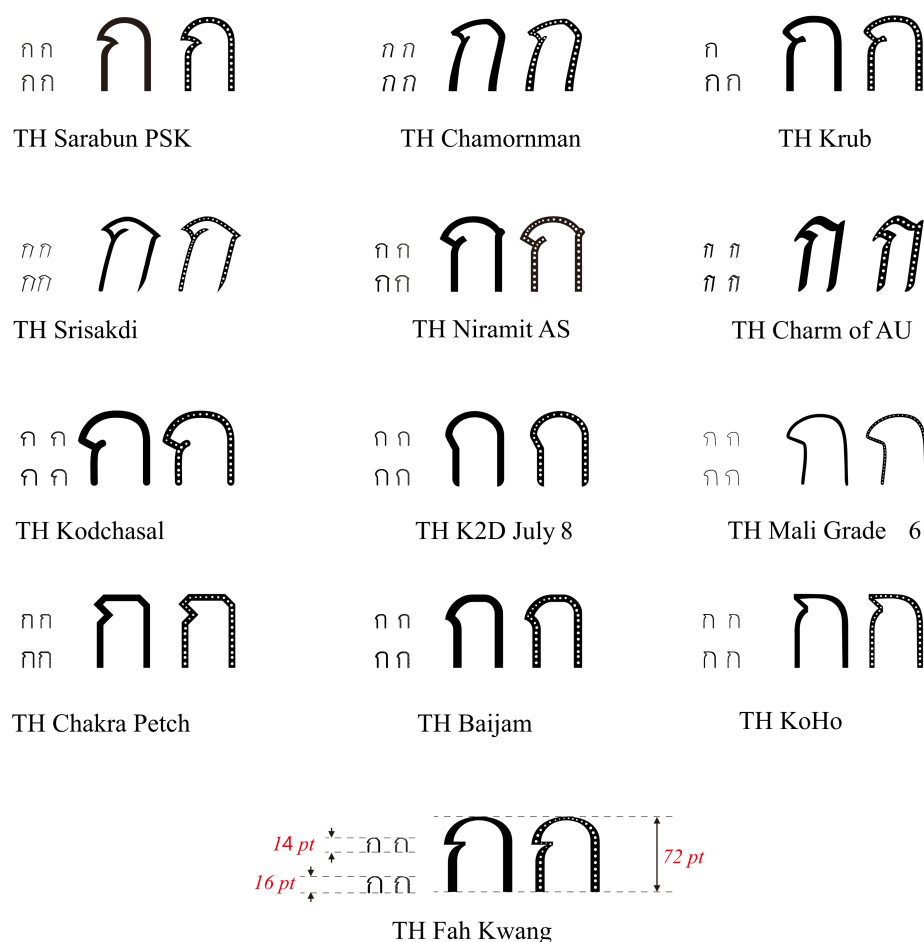 ก ก ก ก ก ก ก ก ก ก
ก ก ก ก ก ก
TH Sarabun PSK TH Chamornman TH Krub
ก ก ก ก ก ก ก ก ก ก ก ก
ก ก ก ก ก ก
TH Srisakdi TH Niramit AS TH Charm of AU
ก ก ก ก ก ก ก ก ก ก ก ก
ก ก ก ก ก ก
TH Kodchasal TH K2D July 8 TH Mali Grade 6
ก ก ก ก ก ก ก ก ก ก ก ก
ก ก ก ก ก ก
TH Chakra Petch TH Baijam TH KoHo
14 pt ก ก ก ก 72 pt
16 pt ก ก
TH Fah Kwang